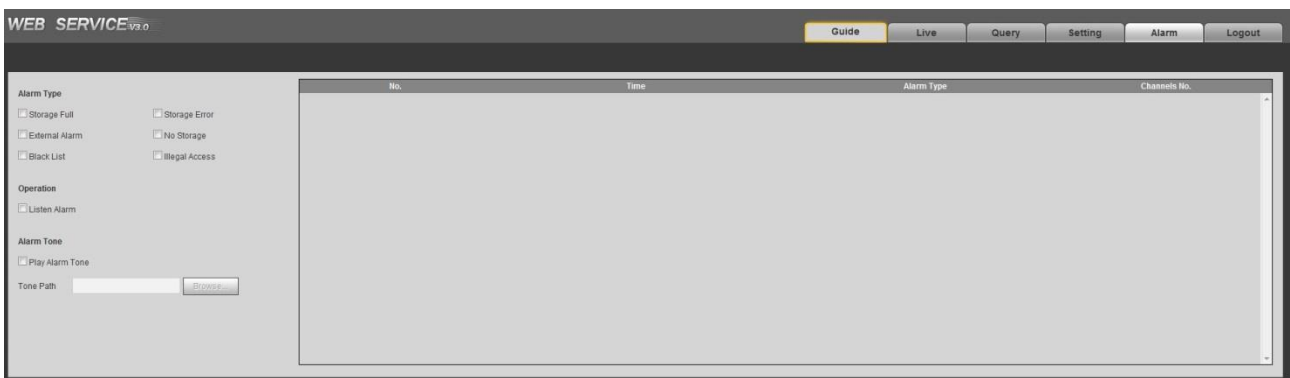 WEB SERVICE V3.0
Guide Live Query Setting Alarm Logout
Alarm Type
Storage Full Storage Error
External Alarm No Storage
Black List Illegal Access
Operation
Listen Alarm
Alarm Tone
Play Alarm Tone
Tone Path Browse...
No. Time Alarm Type Channels No.